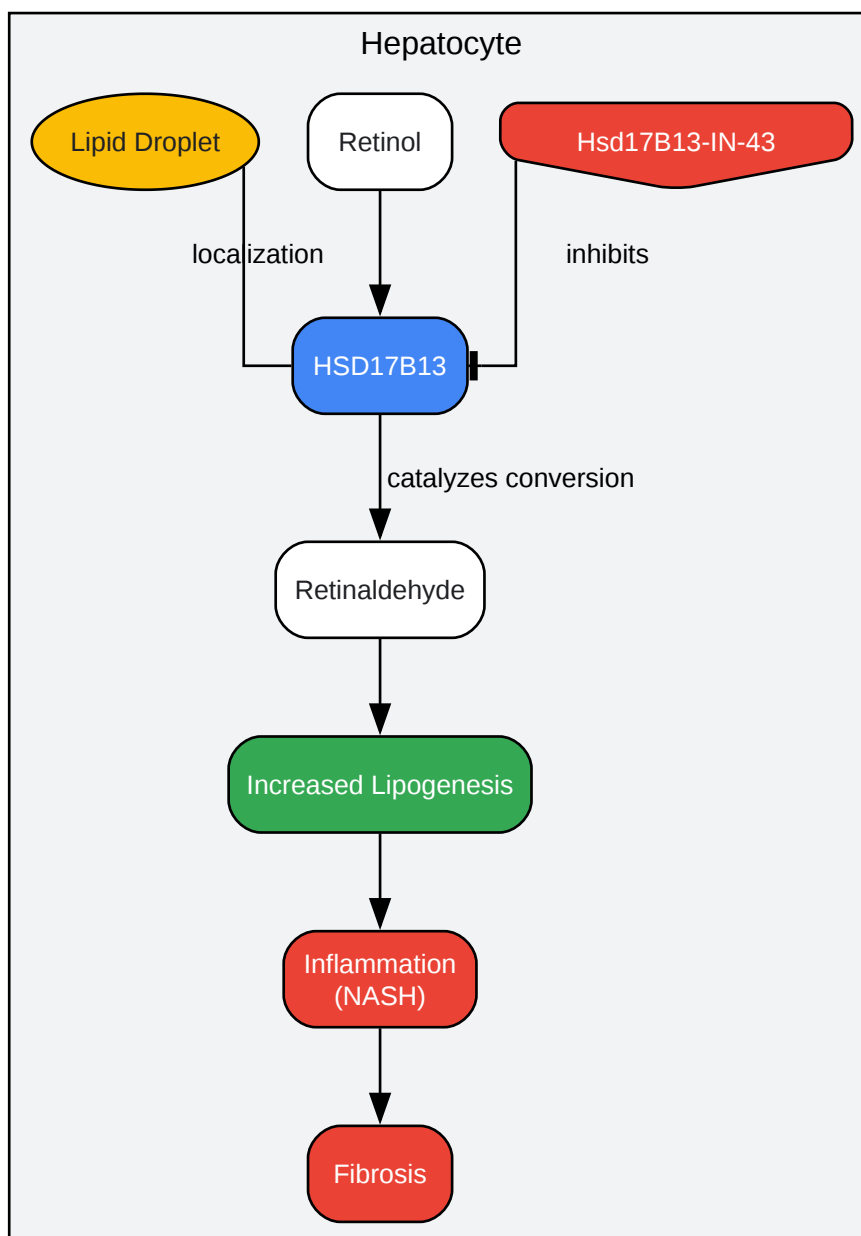 Hepatocyte
Lipid Droplet
Retinol
Hsd17B13-IN-43
localization
inhibits
HSD17B13
catalyzes conversion
Retinaldehyde
Increased Lipogenesis
Inflammation
(NASH)
Fibrosis